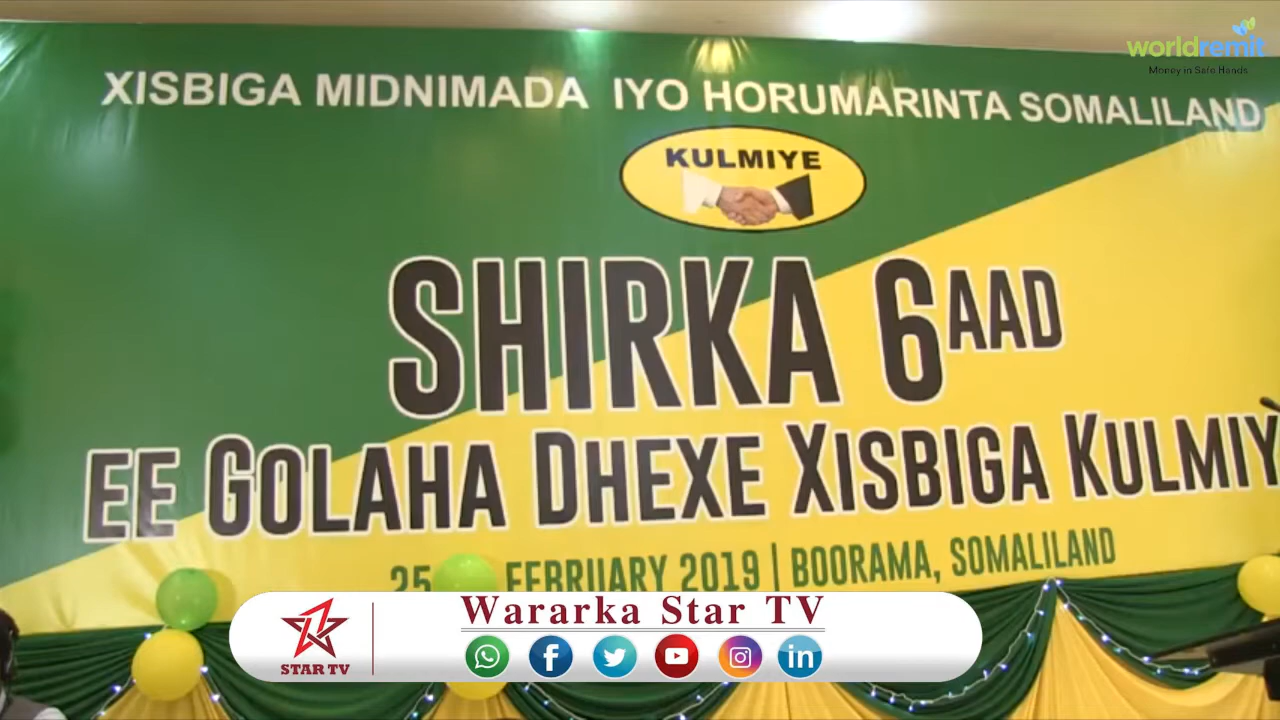 worldremit
Money in Safe Hands
XISBIGA MIDNIMADA IYO HORUMARINTA SOMALILAND
KULMIYE
SHIRKA 6AAD
EE GOLAHA DHEXE XISBIGA KULMIY
25 FEBRUARY 2019 | BOORAMA, SOMALILAND
Wararka Star TV
STAR TV